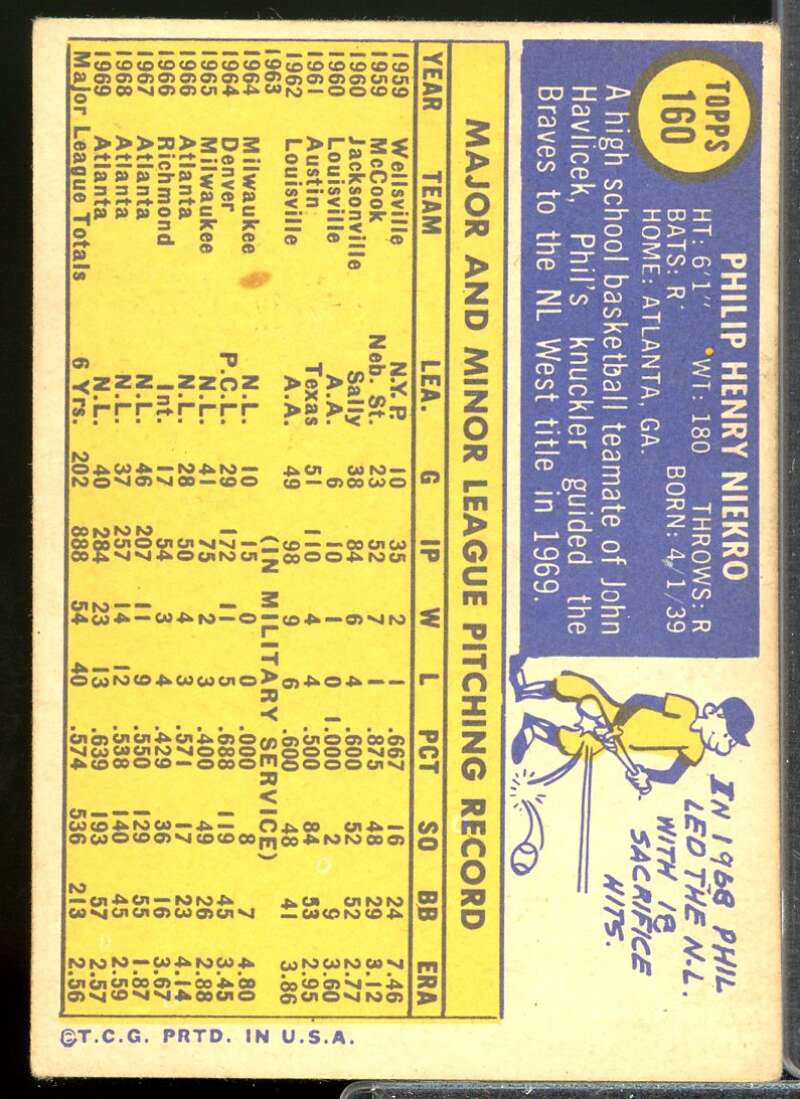 TOPPS
160
PHILIP HENRY NIEKRO
HT: 6'1" WT: 180 THROWS: R
BATS: R BORN: 4/1/39
HOME: ATLANTA, GA.
A high school basketball teamate of John
Havlicek, Phil's knuckler guided the
Braves to the NL West title in 1969.
IN 1968 PHIL
LED THE N.L.
WITH 18
SACRIFICE
HITS.
MAJOR AND MINOR LEAGUE PITCHING RECORD
YEAR TEAM LEA. G IP W L PCT SO BB ERA
1959 Wellsville N.Y.P 10 35 2 1 .667 16 24 7.46
1959 McCook Neb. St. 23 52 7 1 .875 48 29 3.12
1960 Jacksonville Sally 38 84 6 4 .600 52 52 2.77
1960 Louisville A.A. 6 10 1 0 1.000 2 9 3.60
1961 Austin Texas 51 110 4 4 .500 84 53 2.95
1962 Louisville A.A. 49 98 9 6 .600 48 41 3.86
1963 (IN MILITARY SERVICE)
1964 Milwaukee N.L. 10 15 0 0 .000 8 7 4.80
1964 Denver P.C.L. 29 172 11 5 .688 119 45 3.45
1965 Milwaukee N.L. 41 75 2 3 .400 49 26 2.88
1966 Atlanta N.L. 28 50 4 3 .571 17 23 4.14
1966 Richmond Int. 17 54 3 4 .429 36 16 3.67
1967 Atlanta N.L. 46 207 11 9 .550 129 55 1.87
1968 Atlanta N.L. 37 257 14 12 .538 140 45 2.59
1969 Atlanta N.L. 40 284 23 13 .639 193 57 2.57
Major League Totals 6 Yrs. 202 888 54 40 .574 536 213 2.56
©T.C.G. PRTD. IN U.S.A.